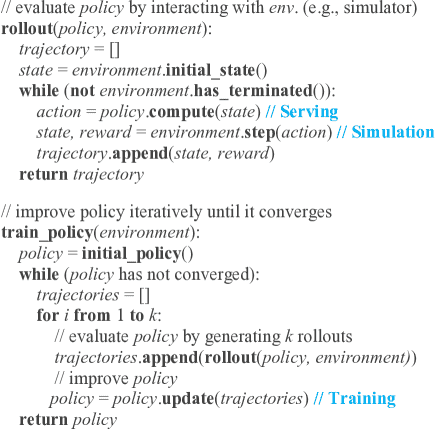 // evaluate policy by interacting with env. (e.g., simulator)
rollout(policy, environment):
trajectory = []
state = environment.initial_state()
while (not environment.has_terminated()):
action = policy.compute(state) // Serving
state, reward = environment.step(action) // Simulation
trajectory.append(state, reward)
return trajectory
// improve policy iteratively until it converges
train_policy(environment):
policy = initial_policy()
while (policy has not converged):
trajectories = []
for i from 1 to k:
// evaluate policy by generating k rollouts
trajectories.append(rollout(policy, environment))
// improve policy
policy = policy.update(trajectories) // Training
return policy